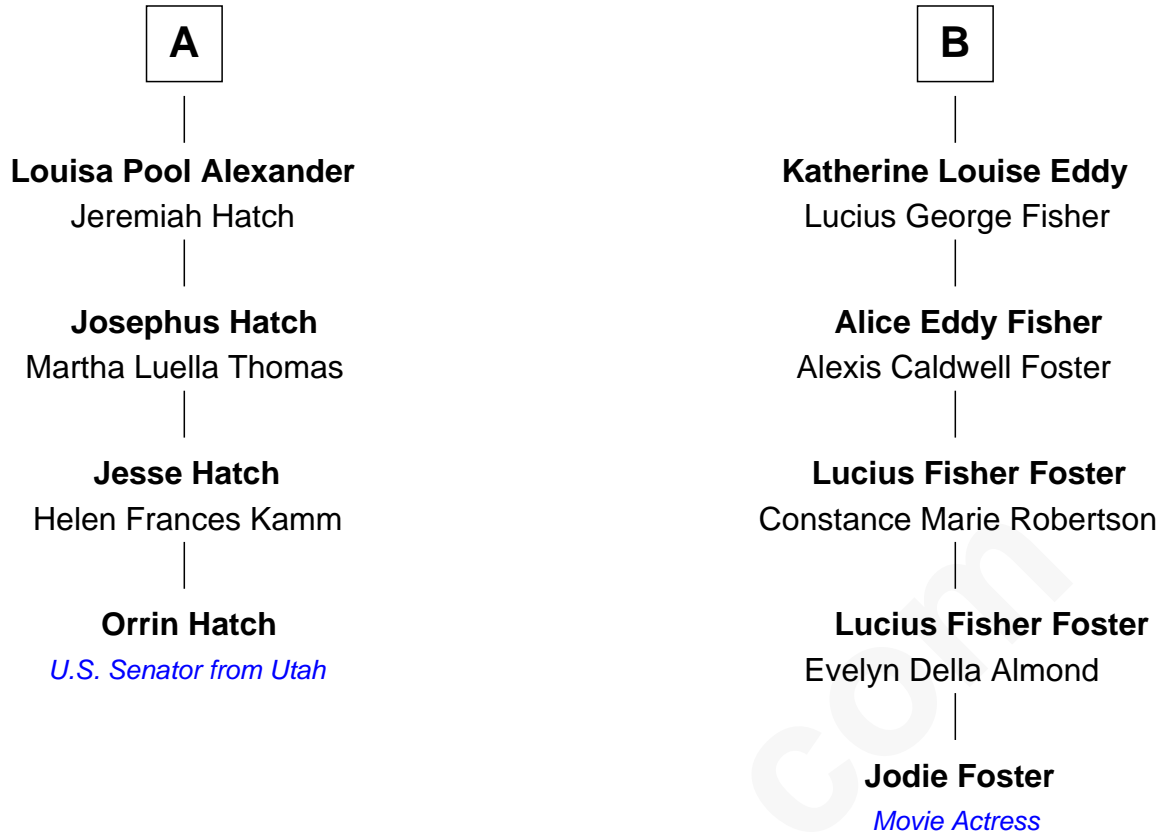 A
Louisa Pool Alexander
Jeremiah Hatch
Josephus Hatch
Martha Luella Thomas
Jesse Hatch
Helen Frances Kamm
Orrin Hatch
U.S. Senator from Utah
B
Katherine Louise Eddy
Lucius George Fisher
Alice Eddy Fisher
Alexis Caldwell Foster
Lucius Fisher Foster
Constance Marie Robertson
Lucius Fisher Foster
Evelyn Della Almond
Jodie Foster
Movie Actress
com